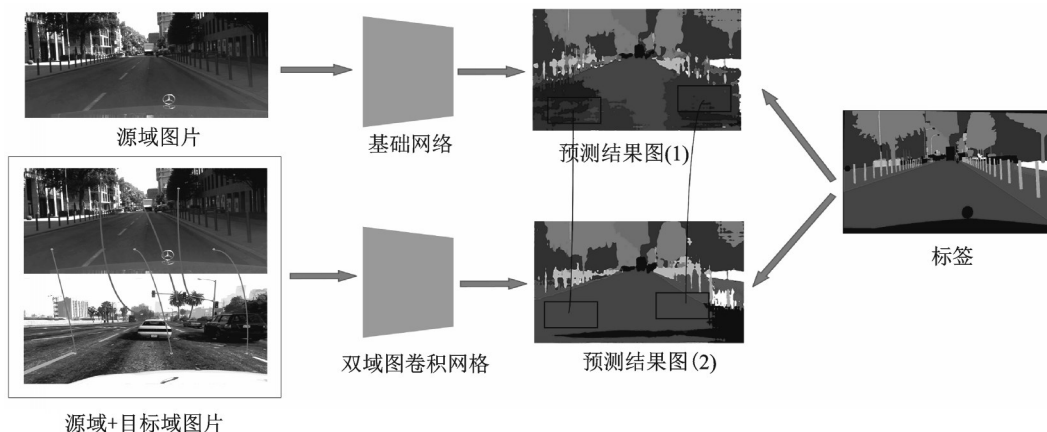 源域图片
基础网络
预测结果图(1)
标签
双域图卷积网格
预测结果图(2)
源域+目标域图片